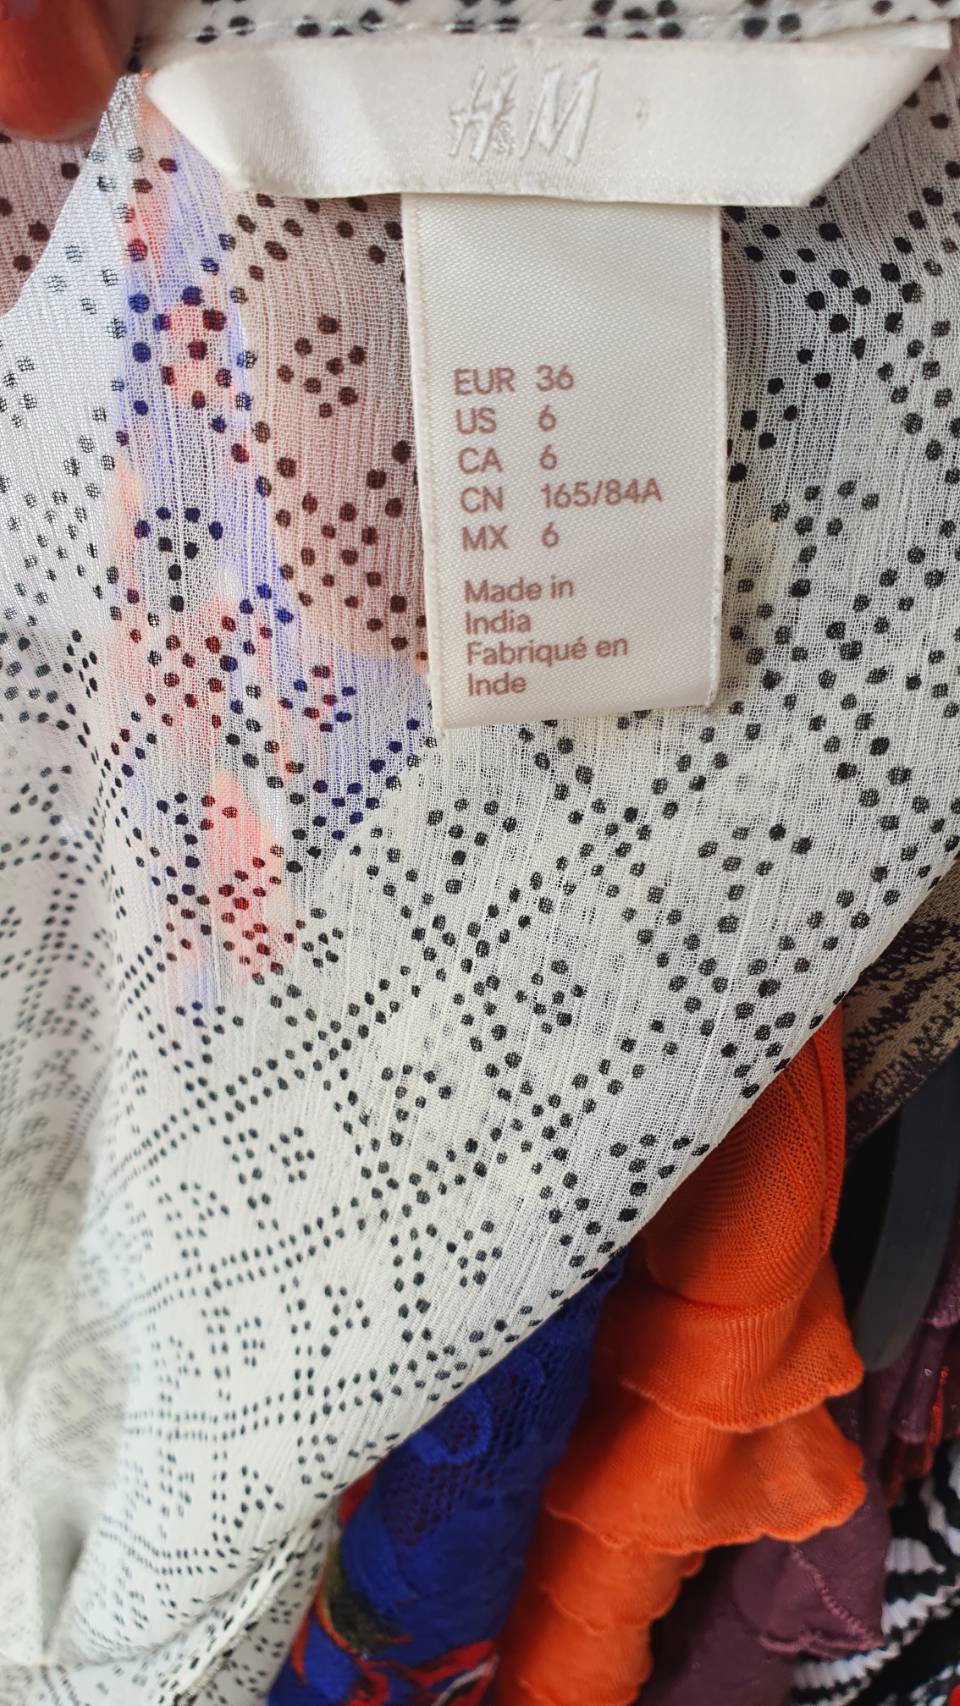 H&M
EUR 36
US 6
CA 6
CN 165/84A
MX 6
Made in
India
Fabriqué en
Inde